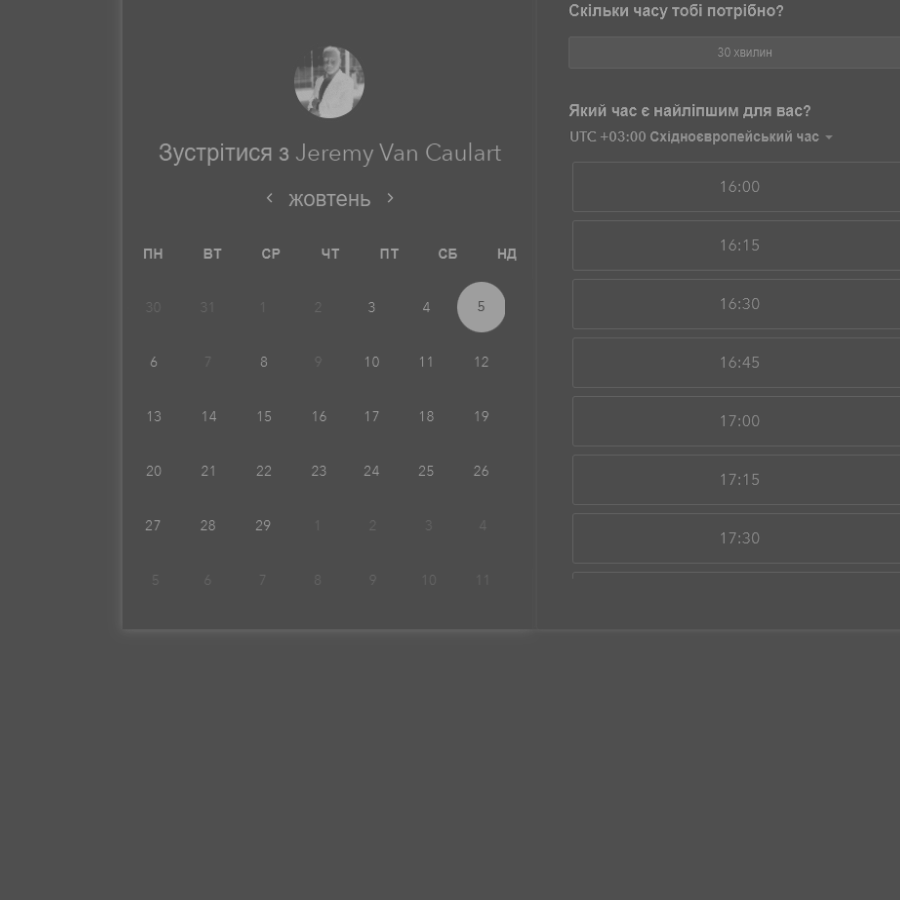 Зустрітися з Jeremy Van Caulart
‹ жовтень ›
ПН ВТ СР ЧТ ПТ СБ НД
30 31 1 2 3 4 5
6 7 8 9 10 11 12
13 14 15 16 17 18 19
20 21 22 23 24 25 26
27 28 29 1 2 3 4
5 6 7 8 9 10 11
Скільки часу тобі потрібно?
30 хвилин
Який час є найліпшим для вас?
UTC +03:00 Східноєвропейський час
16:00
16:15
16:30
16:45
17:00
17:15
17:30